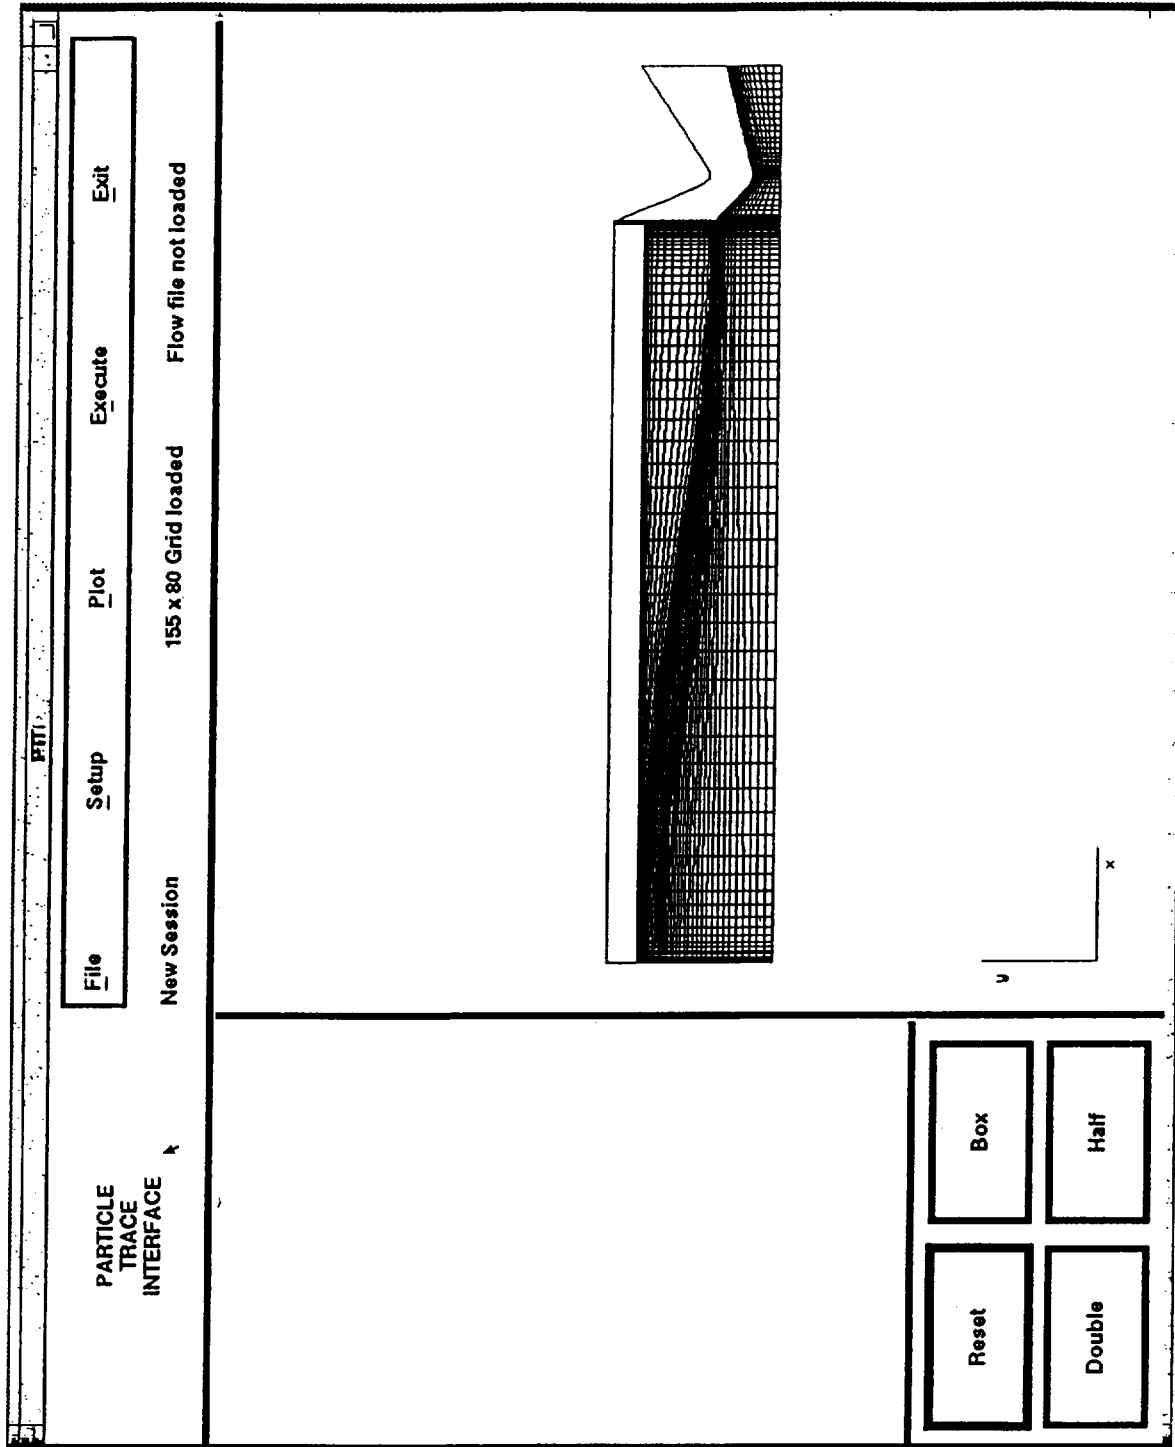 PARTICLE
TRACE
INTERFACE
File Setup Plot Execute Exit
New Session 155 x 80 Grid loaded Flow file not loaded
y
x
Reset Box
Double Half